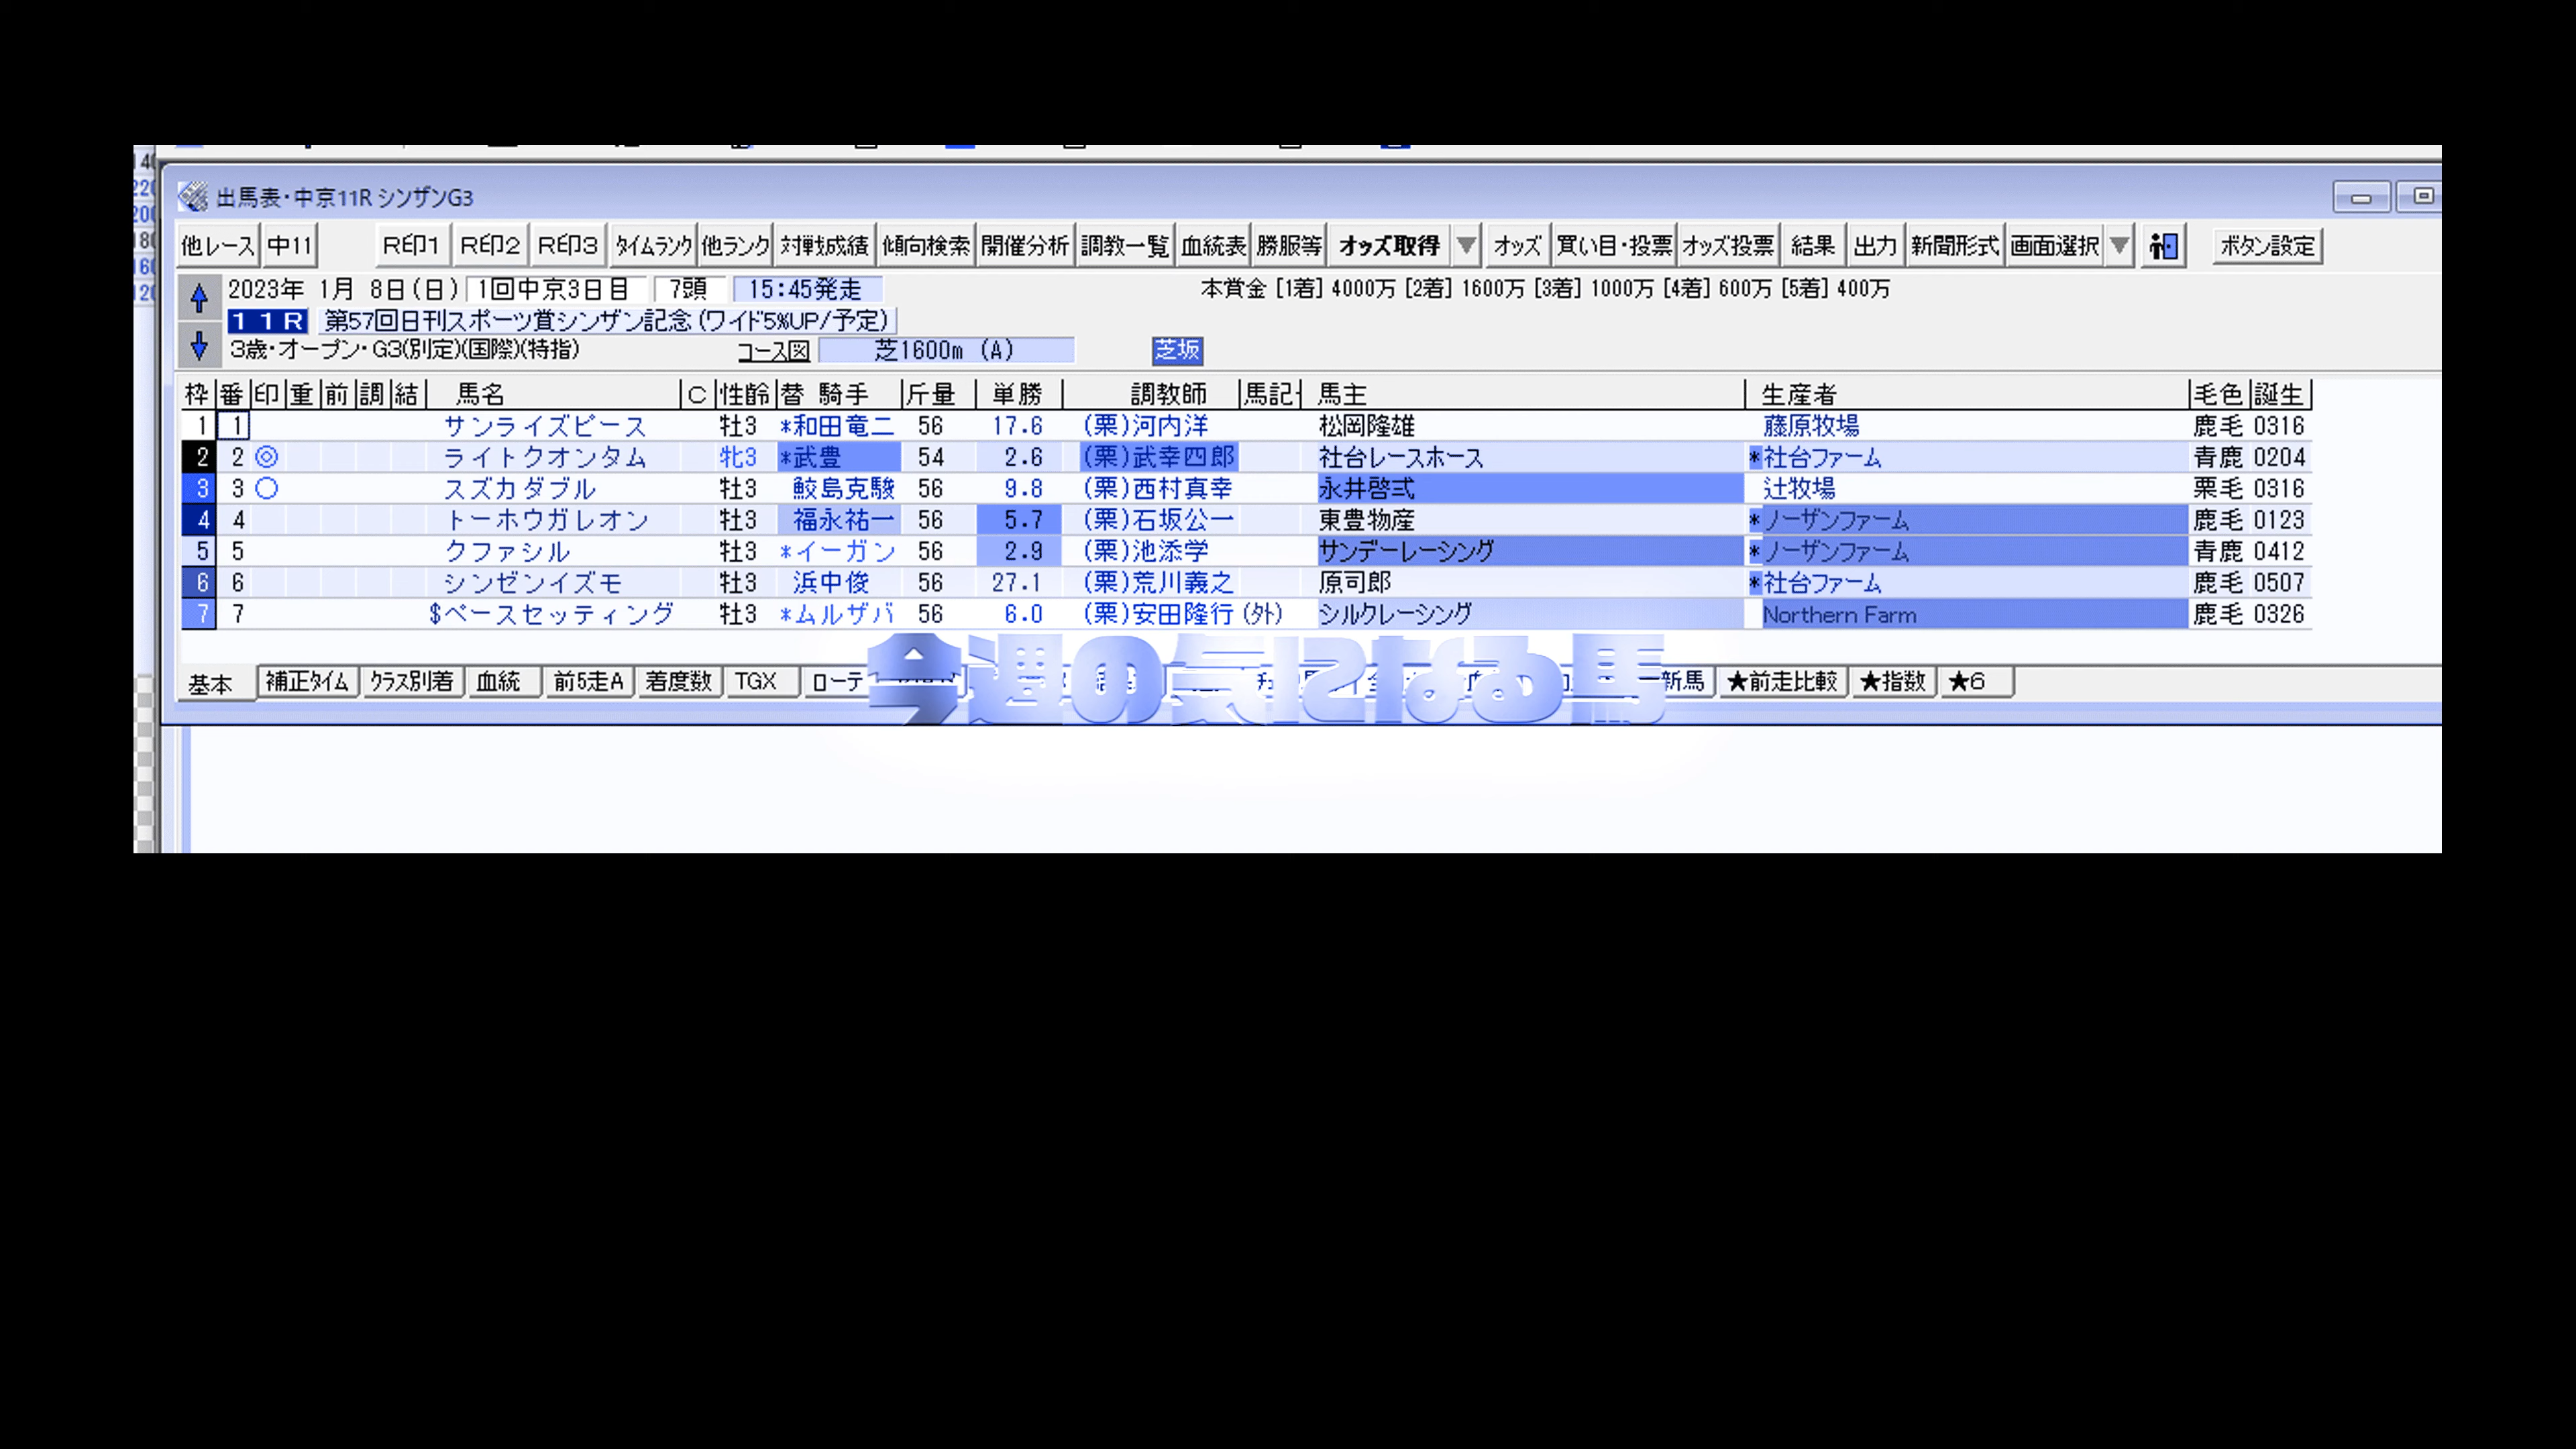 出馬表・中京11R シンザンG3
他レース 中11 R印1 R印2 R印3 タイムランク 他ランク 対戦成績 傾向検索 開催分析 調教一覧 血統表 勝服等 オッズ取得 オッズ 買い目・投票 オッズ投票 結果 出力 新聞形式 画面選択 ボタン設定
2023年 1月 8日(日) 1回中京3日目 7頭 15:45発走 本賞金 [1着] 4000万 [2着] 1600万 [3着] 1000万 [4着] 600万 [5着] 400万
11R 第57回日刊スポーツ賞シンザン記念 (ワイド5%UP/予定)
3歳・オープン・G3(別定)(国際)(特指) コース図 芝1600m (A) 芝坂
枠 番 印 重 前 調 結 馬名 C 性齢 替 騎手 斤量 単勝 調教師 馬記 馬主 生産者 毛色 誕生
1 1 サンライズピース 牡3 *和田竜二 56 17.6 (栗)河内洋 松岡隆雄 藤原牧場 鹿毛 0316
2 2 ◎ ライトクオンタム 牝3 *武豊 54 2.6 (栗)武幸四郎 社台レースホース *社台ファーム 青鹿 0204
3 3 ○ スズカダブル 牡3 鮫島克駿 56 9.8 (栗)西村真幸 永井啓弍 辻牧場 栗毛 0316
4 4 トーホウガレオン 牡3 福永祐一 56 5.7 (栗)石坂公一 東豊物産 *ノーザンファーム 鹿毛 0123
5 5 クファシル 牡3 *イーガン 56 2.9 (栗)池添学 サンデーレーシング *ノーザンファーム 青鹿 0412
6 6 シンゼンイズモ 牡3 浜中俊 56 27.1 (栗)荒川義之 原司郎 *社台ファーム 鹿毛 0507
7 7 $ペースセッティング 牡3 *ムルザバ 56 6.0 (栗)安田隆行 (外) シルクレーシング Northern Farm 鹿毛 0326
今週の気になる馬
基本 補正タイム クラス別着 血統 前5走A 着度数 TGX ローテ 新馬 ★前走比較 ★指数 ★6